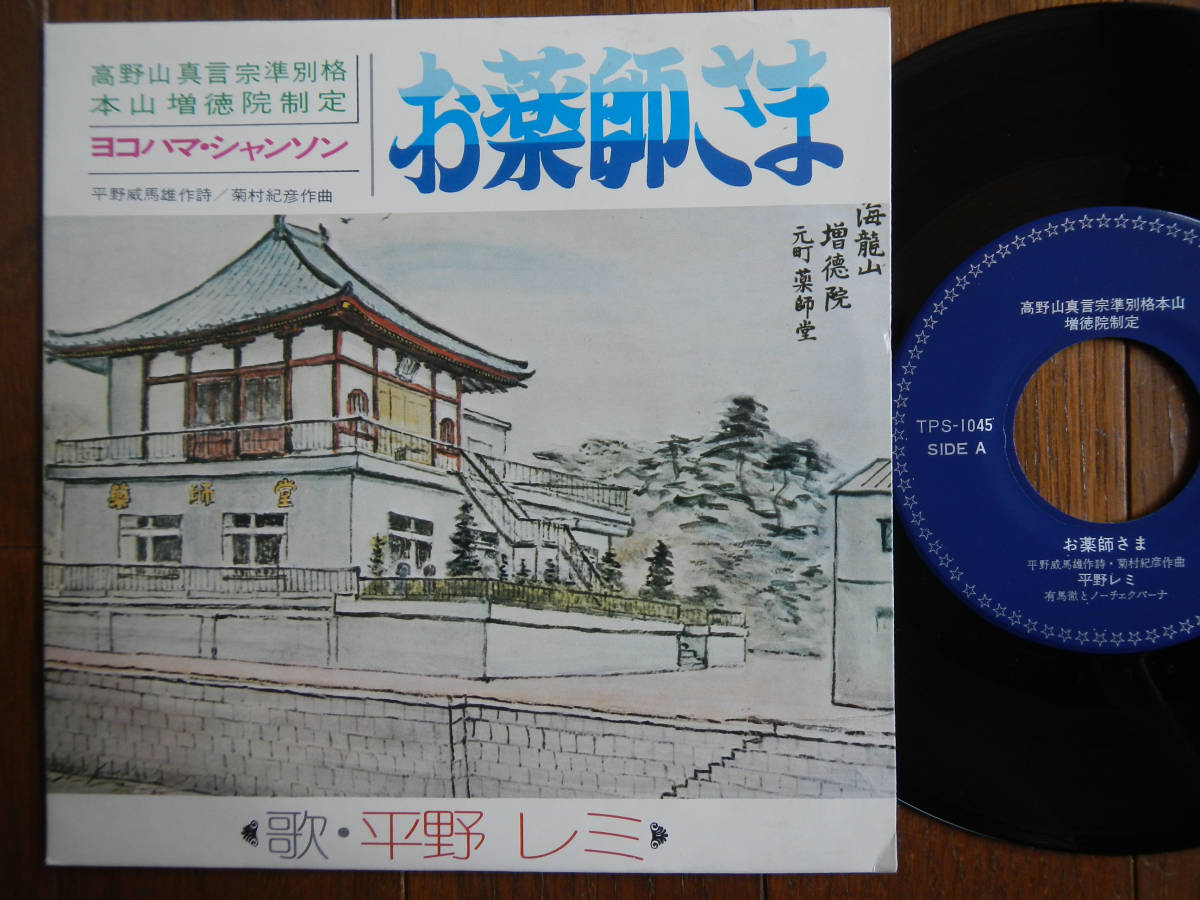 高野山真言宗準別格
本山増徳院制定
ヨコハマ・シャンソン
平野威馬雄作詩／菊村紀彦作曲
お薬師さま
海龍山
増德院
元町薬師堂
薬師堂
歌・平野レミ
高野山真言宗準別格本山
増徳院制定
TPS-1045
SIDE A
お薬師さま
平野威馬雄作詩・菊村紀彦作曲
平野レミ
有馬徹とノーチェクバーナ